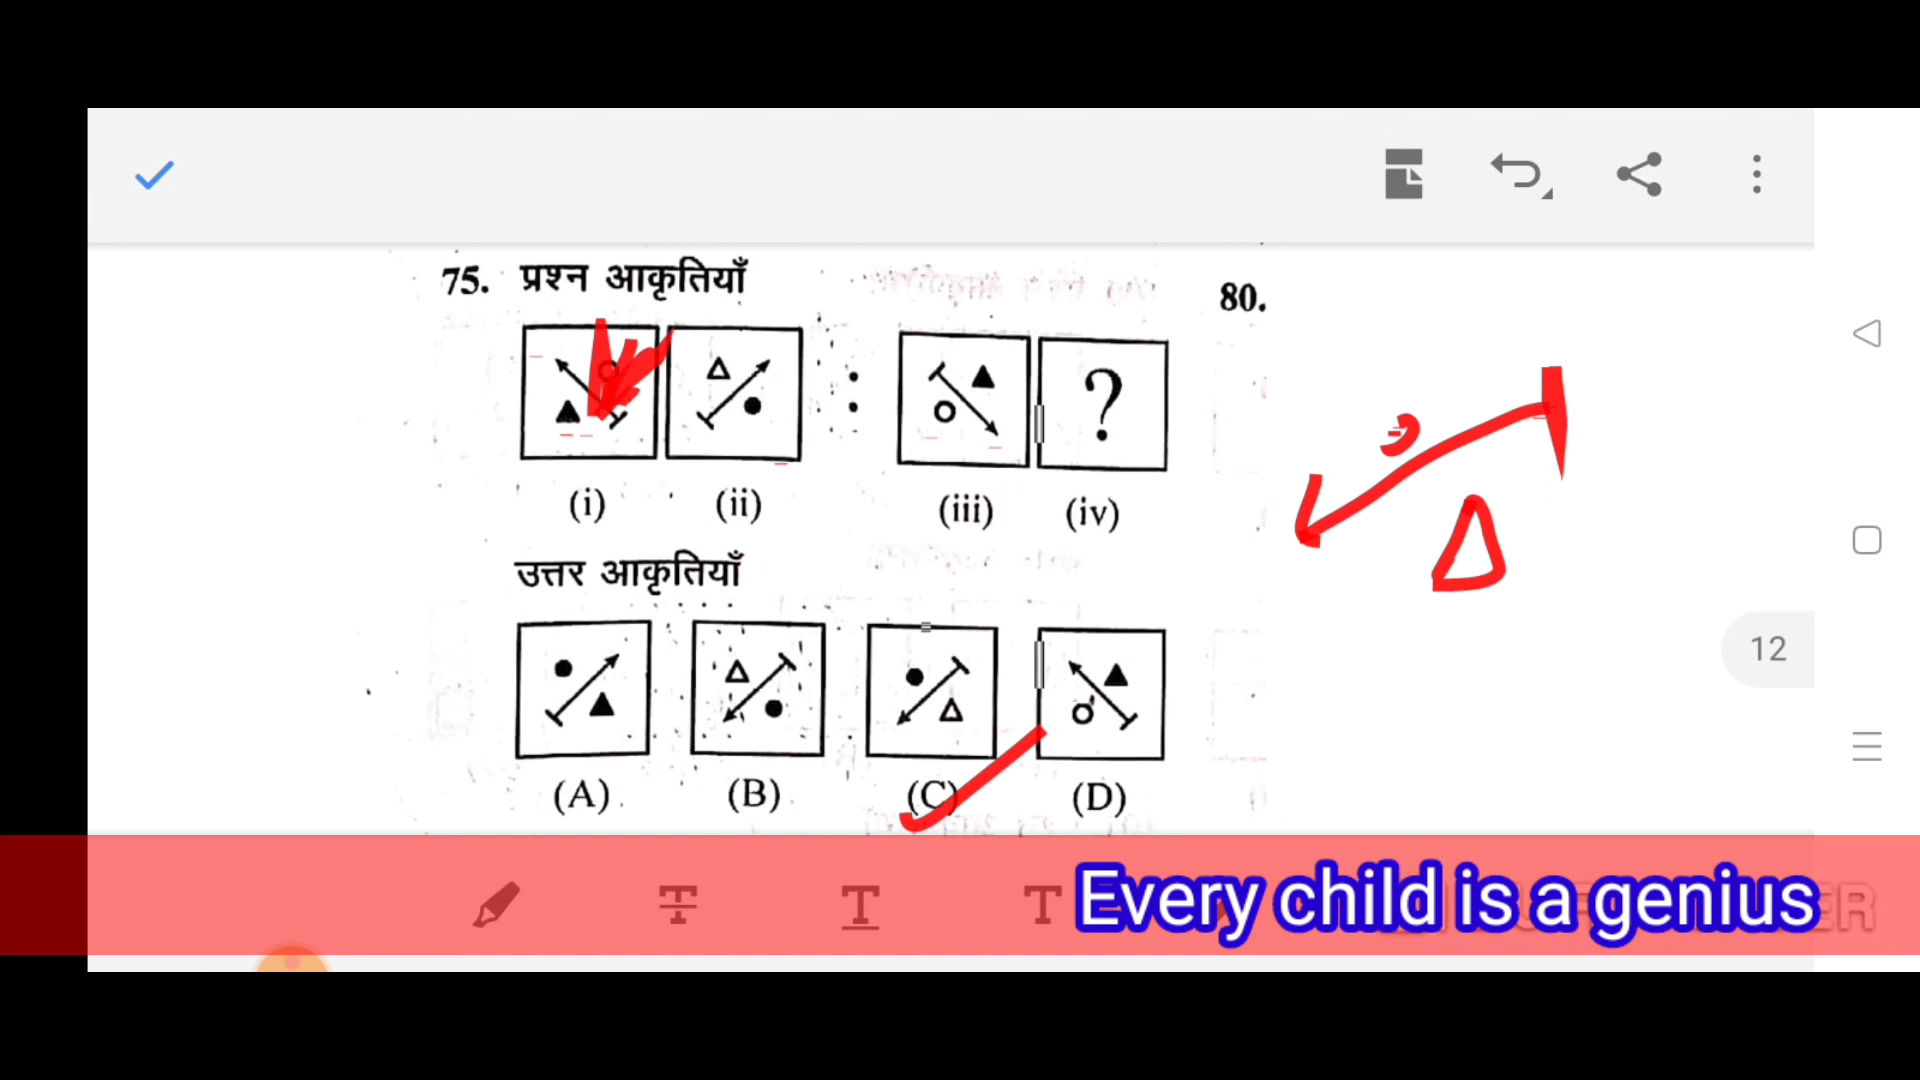 75. प्रश्न आकृतियाँ
80.
?
(i) (ii) (iii) (iv)
उत्तर आकृतियाँ
(A) (B) (C) (D)
12
T T T
Every child is a genius